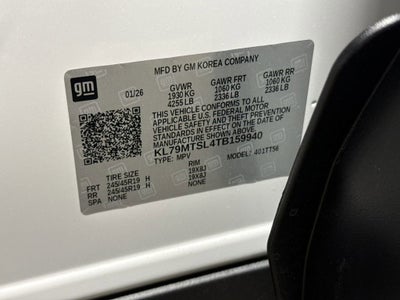 gm
MFD BY GM KOREA COMPANY
01/26 GVWR GAWR FRT GAWR RR
1930 KG 1060 KG 1060 KG
4255 LB 2336 LB 2336 LB
THIS VEHICLE CONFORMS TO ALL
APPLICABLE U.S. FEDERAL MOTOR
VEHICLE SAFETY AND THEFT
PREVENTION STANDARDS IN EFFECT
ON THE DATE OF MANUFACTURE
SHOWN ABOVE.
KL79MTSL4TB159940
TYPE: MPV MODEL: 4D1TT56
TIRE SIZE RIM
FRT 245/45R19 H 19X8J
RR 245/45R19 H 19X8J
SPA NONE NONE